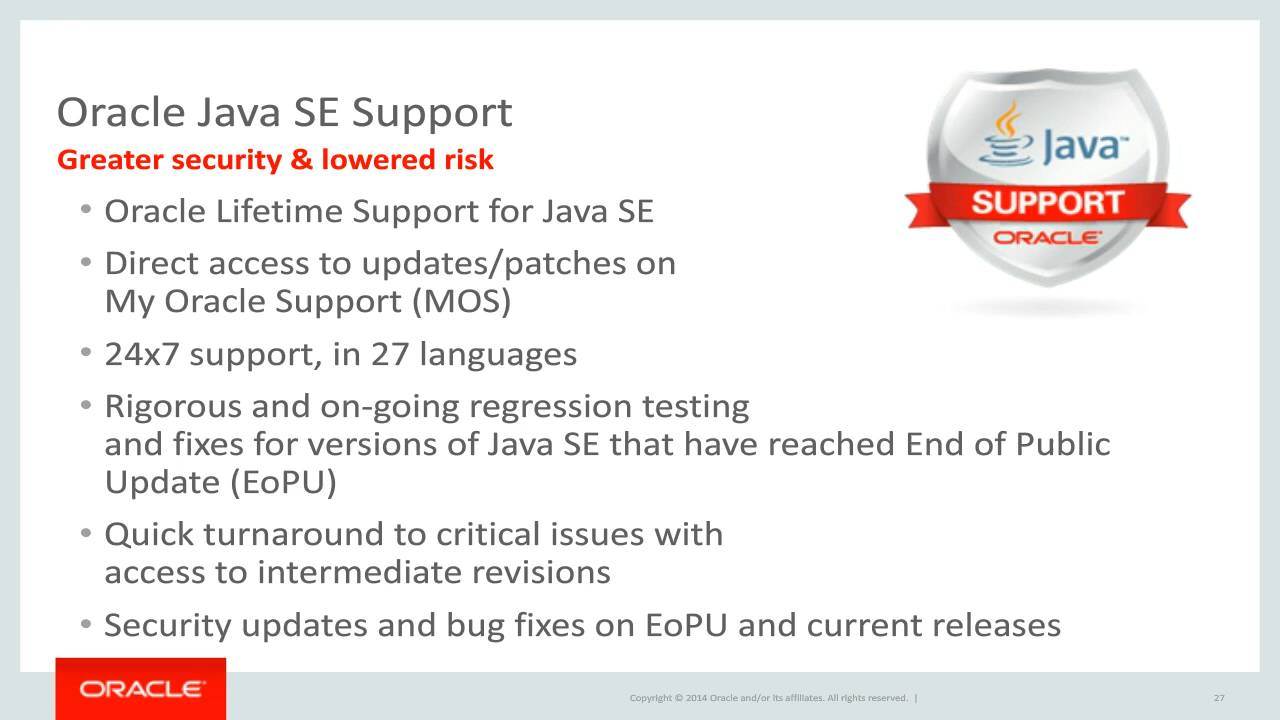 Oracle Java SE Support
Greater security & lowered risk
Java™
SUPPORT
ORACLE®
• Oracle Lifetime Support for Java SE
• Direct access to updates/patches on
My Oracle Support (MOS)
• 24x7 support, in 27 languages
• Rigorous and on-going regression testing
and fixes for versions of Java SE that have reached End of Public
Update (EoPU)
• Quick turnaround to critical issues with
access to intermediate revisions
• Security updates and bug fixes on EoPU and current releases
ORACLE®
Copyright © 2014 Oracle and/or its affiliates. All rights reserved. |
27